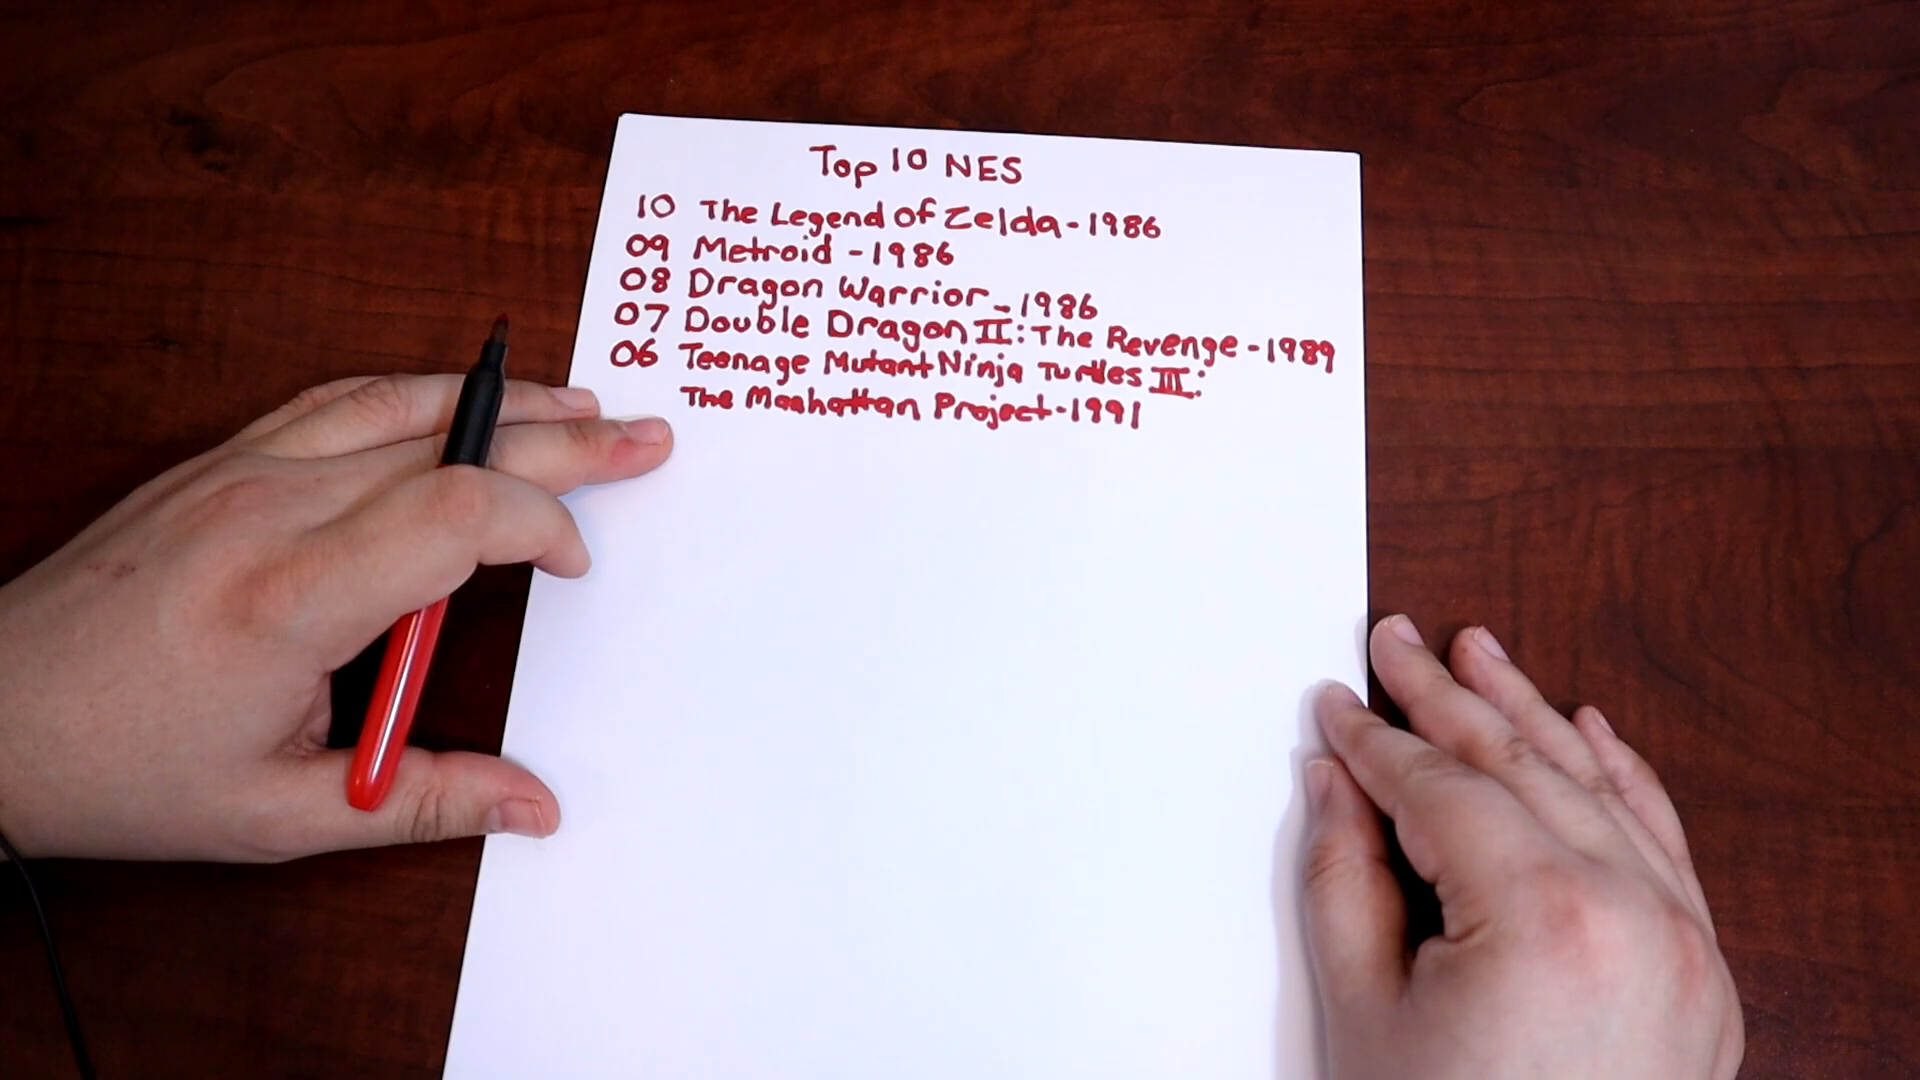 Top 10 NES
10 The Legend of Zelda - 1986
09 Metroid - 1986
08 Dragon Warrior - 1986
07 Double Dragon II: The Revenge - 1989
06 Teenage Mutant Ninja Turtles III:
The Manhattan Project - 1991